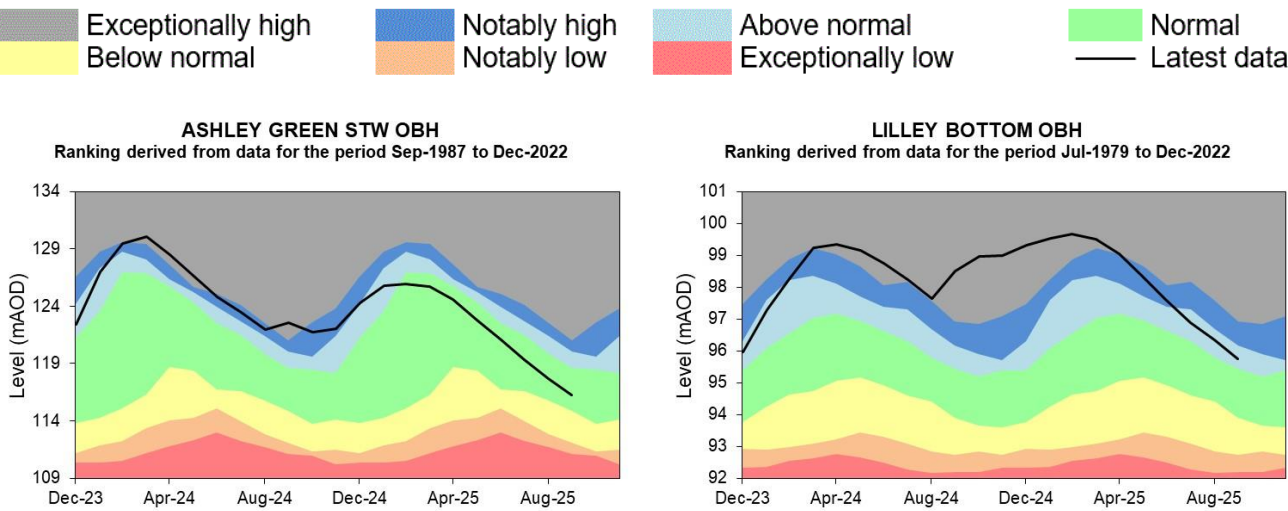 Exceptionally high Notably high Above normal Normal
Below normal Notably low Exceptionally low Latest data
ASHLEY GREEN STW OBH
Ranking derived from data for the period Sep-1987 to Dec-2022
Level (mAOD)
134
129
124
119
114
109
Dec-23 Apr-24 Aug-24 Dec-24 Apr-25 Aug-25
LILLEY BOTTOM OBH
Ranking derived from data for the period Jul-1979 to Dec-2022
Level (mAOD)
101
100
99
98
97
96
95
94
93
92
Dec-23 Apr-24 Aug-24 Dec-24 Apr-25 Aug-25